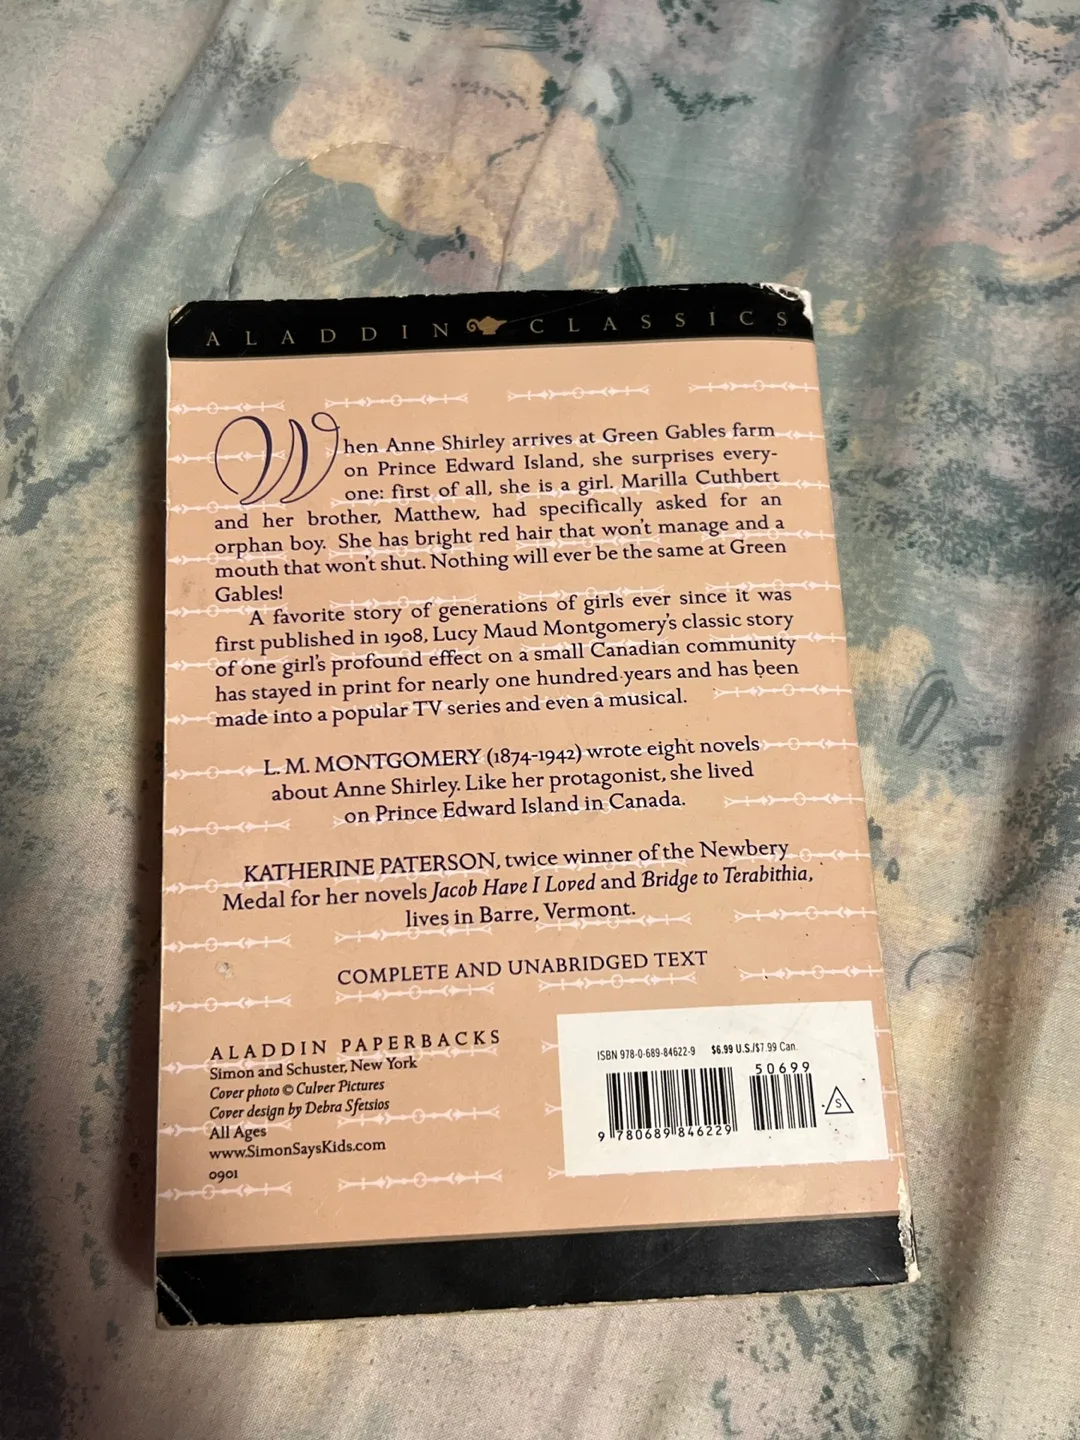 ALADDIN CLASSICS
When Anne Shirley arrives at Green Gables farm
on Prince Edward Island, she surprises every-
one: first of all, she is a girl. Marilla Cuthbert
and her brother, Matthew, had specifically asked for an
orphan boy. She has bright red hair that won't manage and a
mouth that won't shut. Nothing will ever be the same at Green
Gables!
A favorite story of generations of girls ever since it was
first published in 1908, Lucy Maud Montgomery's classic story
of one girl's profound effect on a small Canadian community
has stayed in print for nearly one hundred years and has been
made into a popular TV series and even a musical.
L. M. MONTGOMERY (1874-1942) wrote eight novels
about Anne Shirley. Like her protagonist, she lived
on Prince Edward Island in Canada.
KATHERINE PATERSON, twice winner of the Newbery
Medal for her novels Jacob Have I Loved and Bridge to Terabithia,
lives in Barre, Vermont.
COMPLETE AND UNABRIDGED TEXT
ALADDIN PAPERBACKS
Simon and Schuster, New York
Cover photo © Culver Pictures
Cover design by Debra Sfetsios
All Ages
www.SimonSaysKids.com
0901
ISBN 978-0-689-84622-9 $6.99 U.S./$7.99 Can.
50699
9 780689 846229
S